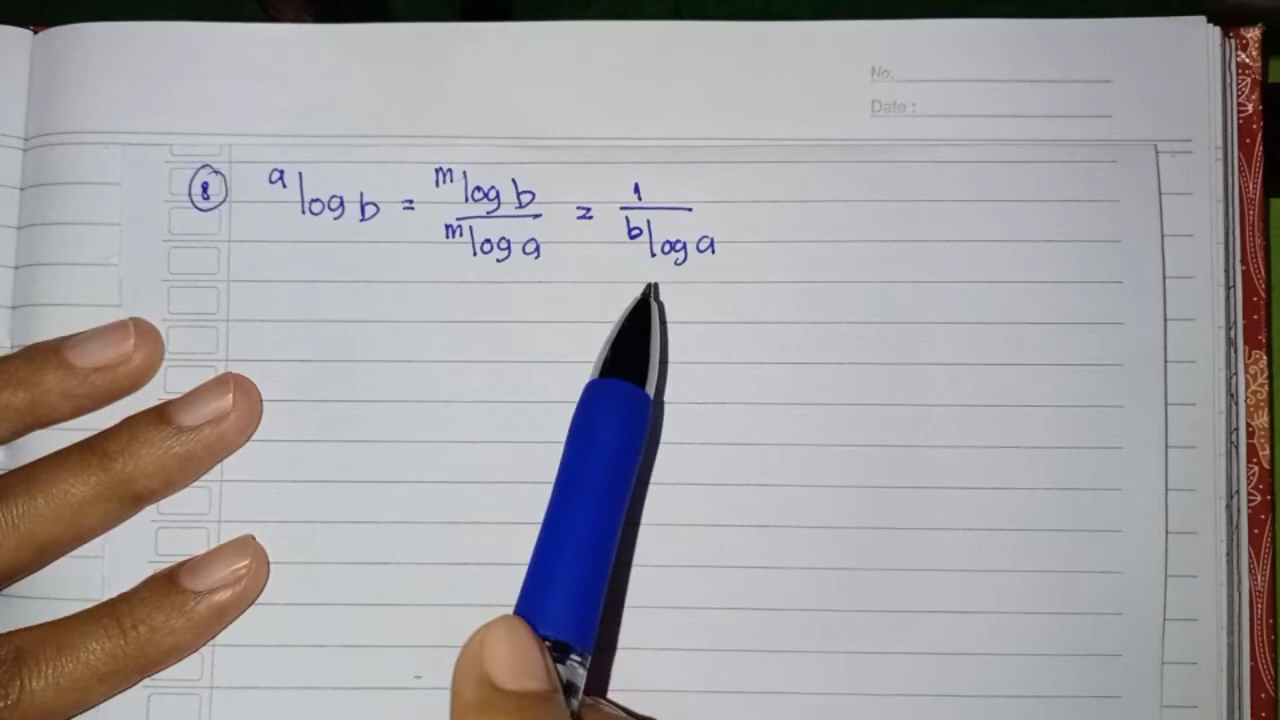 No.
Date :
⑧ ᵃlog b = ᵐlog b / ᵐlog a = 1 / ᵇlog a